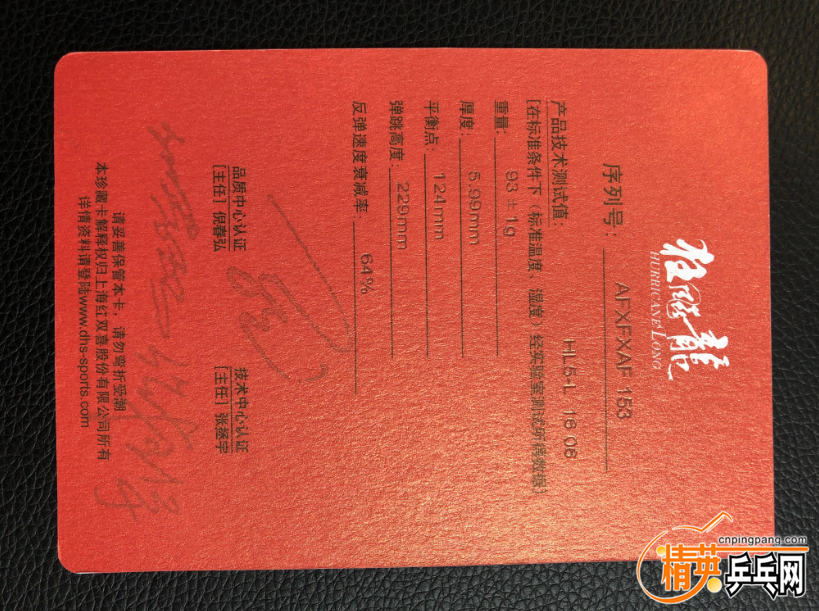 狂飚龍
HURRICANE LONG
序列号： AFXFXAF 153
HL5-L 16 06
产品技术测试值：
[在标准条件下（标准温度、湿度）经实验室测试所得数据]
重量： 93±1g
厚度： 5.99mm
平衡点： 124mm
弹跳高度： 229mm
反弹速度衰减率： 64%
品质中心认证
[主任] 倪春弘
技术中心认证
[主任] 张拯宇
请妥善保管本卡，请勿弯折受潮
本珍藏卡解释权归上海红双喜股份有限公司所有
详情资料请登陆www.dhs-sports.com
cnpingpang.com
精英乒乓网